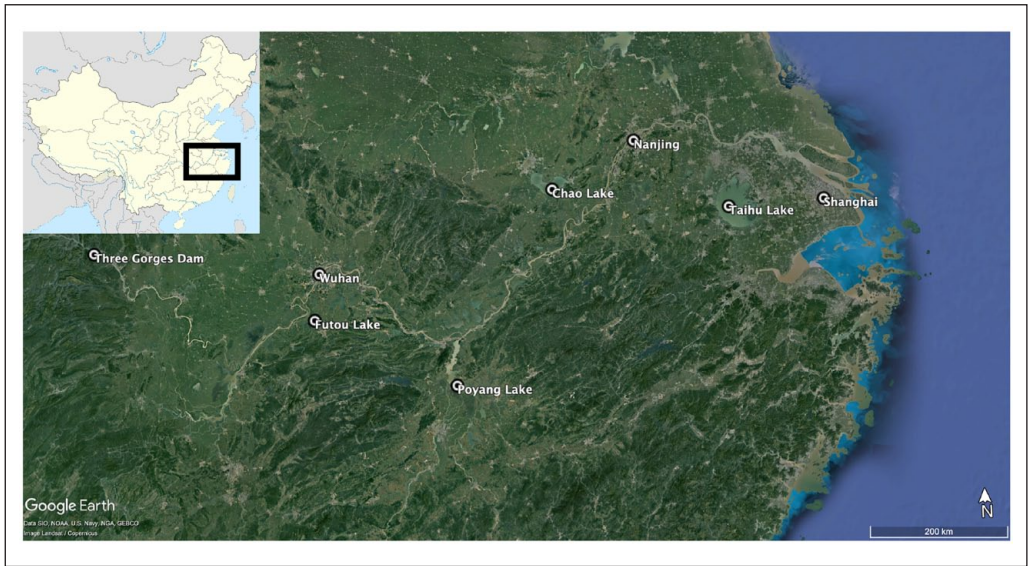 Nanjing
Chao Lake
Taihu Lake
Shanghai
Three Gorges Dam
Wuhan
Futou Lake
Poyang Lake
Google Earth
Data SIO, NOAA, U.S. Navy, NGA, GEBCO
Image Landsat / Copernicus
N
200 km